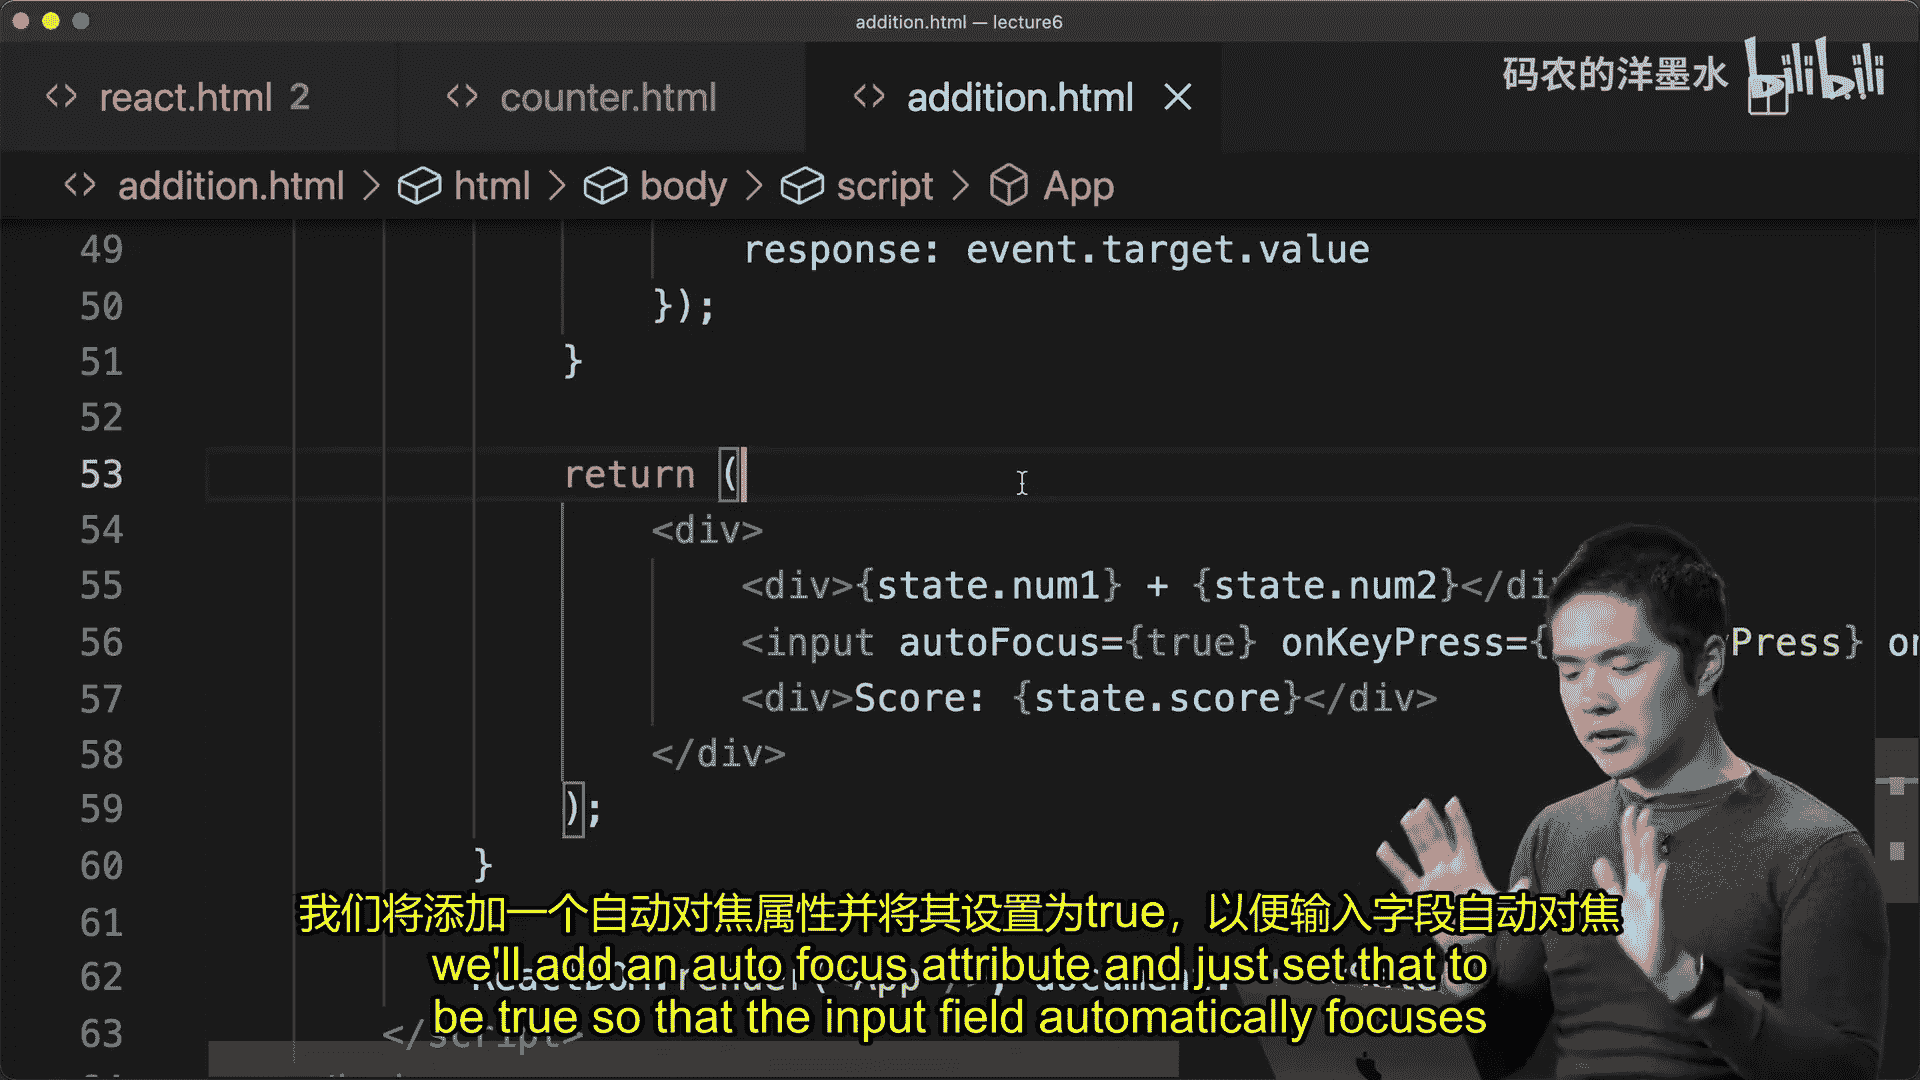 addition.html — lecture6
react.html 2
counter.html
addition.html
码农的洋墨水 bilibili
addition.html > html > body > script > App
49 response: event.target.value
50 });
51 }
52
53 return (
54 <div>
55 <div>{state.num1} + {state.num2}</di
56 <input autoFocus={true} onKeyPress={ Press} on
57 <div>Score: {state.score}</div>
58 </div>
59 );
60 }
61
62
63 </script>
我们将添加一个自动对焦属性并将其设置为true，以便输入字段自动对焦
we'll add an auto focus attribute and just set that to
be true so that the input field automatically focuses